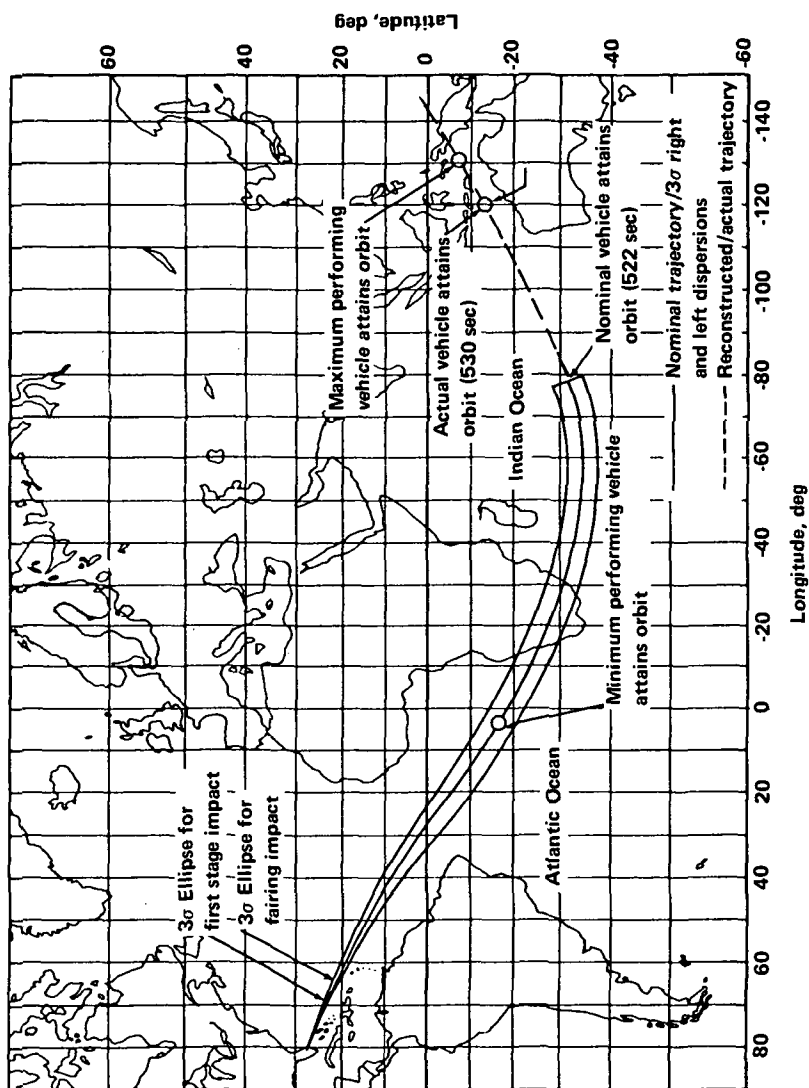 3σ Ellipse for
first stage impact
3σ Ellipse for
fairing impact
Maximum performing
vehicle attains orbit
Actual vehicle attains
orbit (530 sec)
Indian Ocean
Atlantic Ocean
Minimum performing vehicle
attains orbit
Nominal vehicle attains
orbit (522 sec)
Nominal trajectory/3σ right
and left dispersions
Reconstructed/actual trajectory
Latitude, deg
60
40
20
0
-20
-40
-60
80
60
40
20
0
-20
-40
-60
-80
-100
-120
-140
Longitude, deg